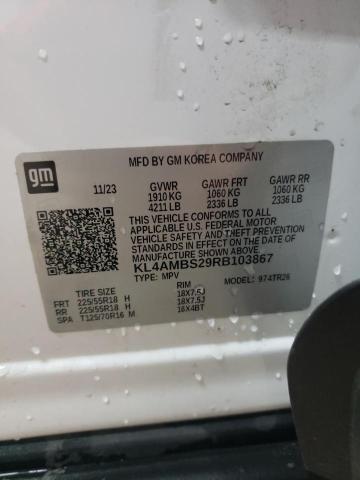 gm
MFD BY GM KOREA COMPANY
11/23 GVWR GAWR FRT GAWR RR
1910 KG 1060 KG 1060 KG
4211 LB 2336 LB 2336 LB
THIS VEHICLE CONFORMS TO ALL
APPLICABLE U.S. FEDERAL MOTOR
VEHICLE SAFETY, BUMPER, AND THEFT PREVENTION
STANDARDS IN EFFECT ON THE DATE OF
MANUFACTURE SHOWN ABOVE.
KL4AMBS29RB103867
TYPE: MPV MODEL: 974TR26
TIRE SIZE RIM
FRT 225/55R18 H 18X7.5J
RR 225/55R18 H 18X7.5J
SPA T125/70R16 M 16X4BT